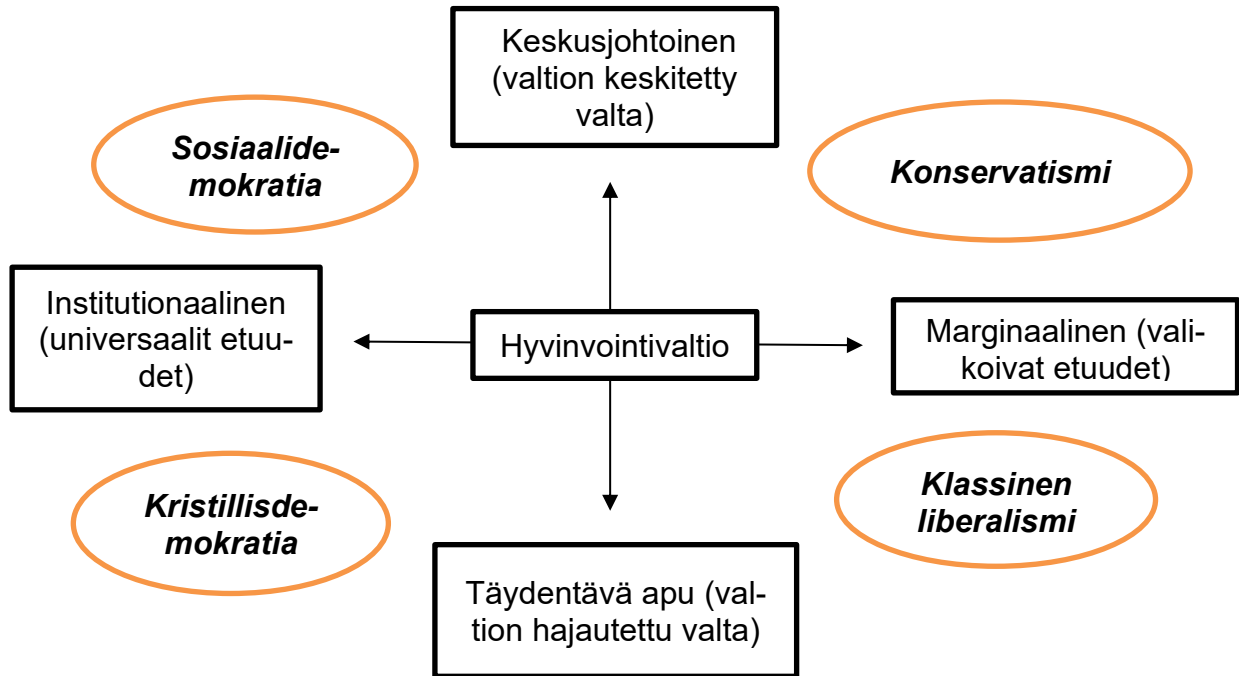 Keskusjohtoinen
(valtion keskitetty
valta)
Sosiaalide-
mokratia
Konservatismi
Institutionaalinen
(universaalit etuu-
det)
Hyvinvointivaltio
Marginaalinen (vali-
koivat etuudet)
Kristillisde-
mokratia
Klassinen
liberalismi
Täydentävä apu (val-
tion hajautettu valta)